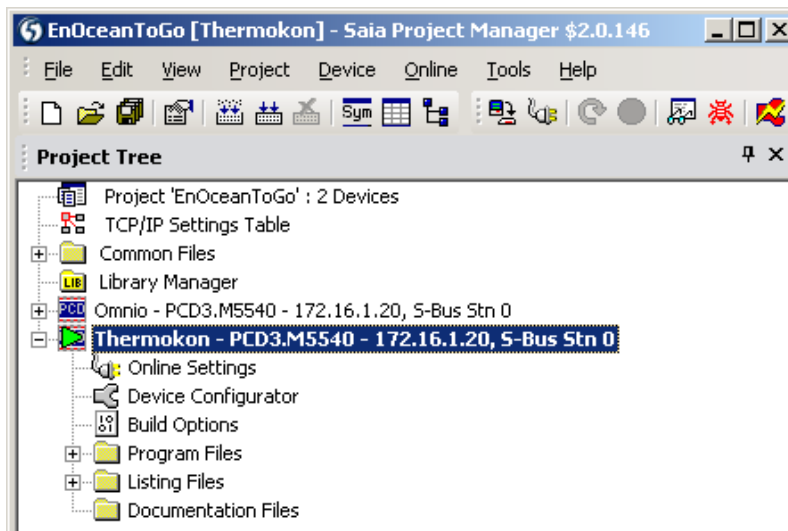 EnOceanToGo [Thermokon] - Saia Project Manager $2.0.146
File Edit View Project Device Online Tools Help
Sym
Project Tree
Project 'EnOceanToGo' : 2 Devices
TCP/IP Settings Table
Common Files
LIB Library Manager
PCD Omnio - PCD3.M5540 - 172.16.1.20, S-Bus Stn 0
Thermokon - PCD3.M5540 - 172.16.1.20, S-Bus Stn 0
Online Settings
Device Configurator
Build Options
Program Files
Listing Files
Documentation Files